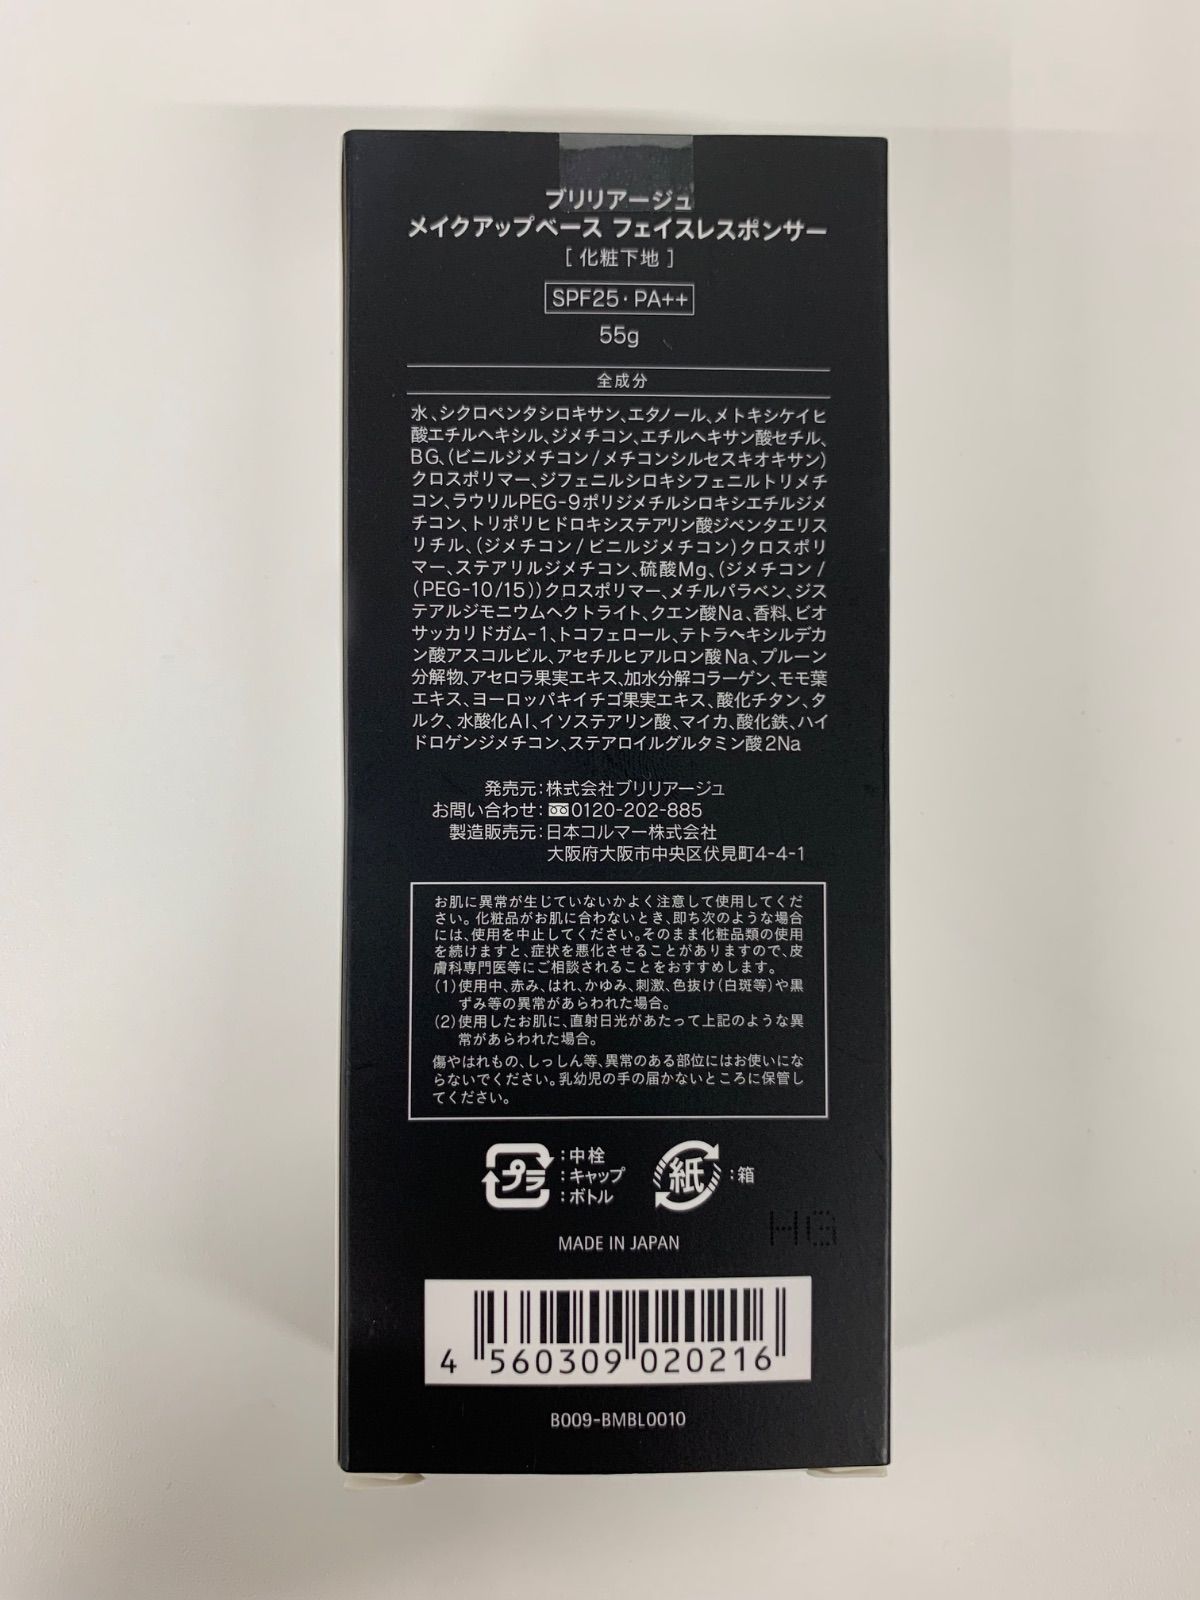 ブリリアージュ
メイクアップベース フェイスレスポンサー
[ 化粧下地 ]
SPF25・PA++
55g
全成分
水、シクロペンタシロキサン、エタノール、メトキシケイヒ
酸エチルヘキシル、ジメチコン、エチルヘキサン酸セチル、
BG、(ビニルジメチコン/メチコンシルセスキオキサン)
クロスポリマー、ジフェニルシロキシフェニルトリメチ
コン、ラウリルPEG-9ポリジメチルシロキシエチルジメ
チコン、トリポリヒドロキシステアリン酸ジペンタエリス
リチル、(ジメチコン/ビニルジメチコン)クロスポリ
マー、ステアリルジメチコン、硫酸Mg、(ジメチコン/
(PEG-10/15))クロスポリマー、メチルパラベン、ジス
テアルジモニウムヘクトライト、クエン酸Na、香料、ビオ
サッカリドガム-1、トコフェロール、テトラヘキシルデカ
ン酸アスコルビル、アセチルヒアルロン酸Na、プルーン
分解物、アセロラ果実エキス、加水分解コラーゲン、モモ葉
エキス、ヨーロッパキイチゴ果実エキス、酸化チタン、タ
ルク、水酸化Al、イソステアリン酸、マイカ、酸化鉄、ハイ
ドロゲンジメチコン、ステアロイルグルタミン酸2Na
発売元:株式会社ブリリアージュ
お問い合わせ:0120-202-885
製造販売元:日本コルマー株式会社
大阪府大阪市中央区伏見町4-4-1
お肌に異常が生じていないかよく注意して使用してくだ
さい。化粧品がお肌に合わないとき、即ち次のような場合
には、使用を中止してください。そのまま化粧品類の使用
を続けますと、症状を悪化させることがありますので、皮
膚科専門医等にご相談されることをおすすめします。
(1)使用中、赤み、はれ、かゆみ、刺激、色抜け(白斑等)や黒
ずみ等の異常があらわれた場合。
(2)使用したお肌に、直射日光があたって上記のような異
常があらわれた場合。
傷やはれもの、しっしん等、異常のある部位にはお使いにな
らないでください。乳幼児の手の届かないところに保管し
てください。
プラ
:中栓
:キャップ
:ボトル
紙 :箱
HG
MADE IN JAPAN
4 560309 020216
B009-BMBL0010